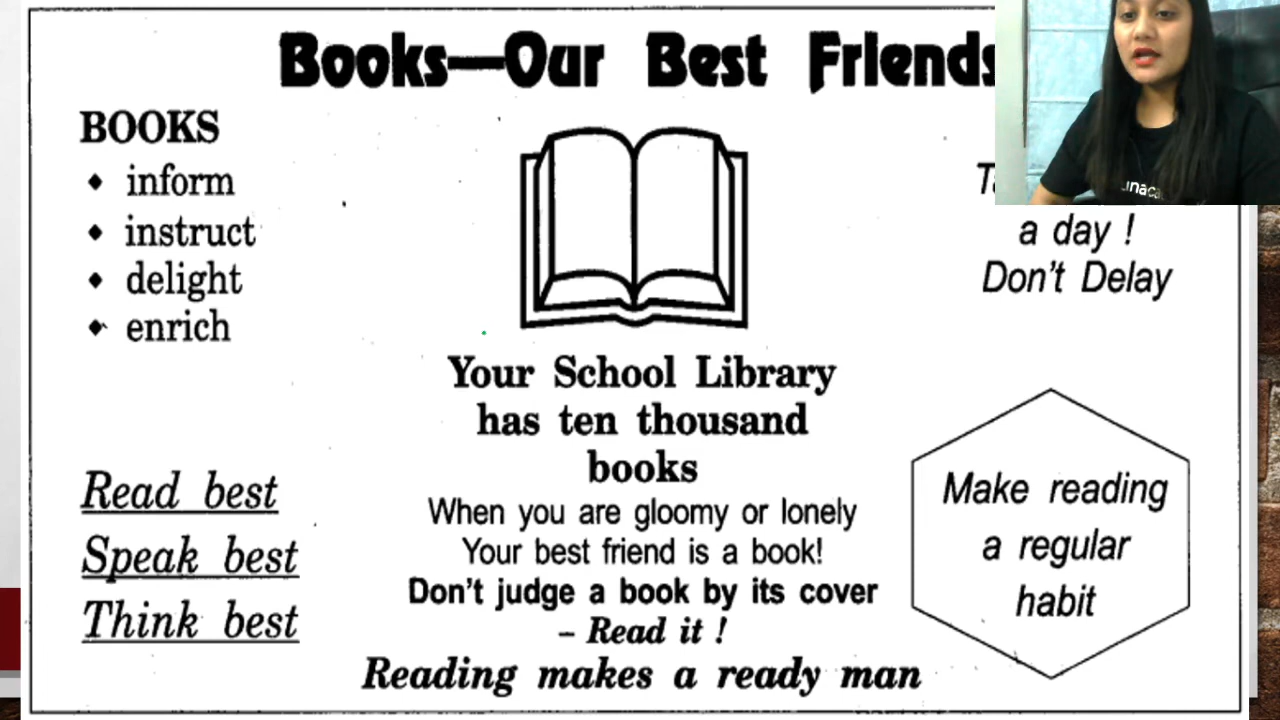 Books—Our Best Friends
BOOKS
• inform
• instruct
• delight
• enrich
a day !
Don't Delay
Your School Library
has ten thousand
books
When you are gloomy or lonely
Your best friend is a book!
Don't judge a book by its cover
– Read it !
Reading makes a ready man
Read best
Speak best
Think best
Make reading
a regular
habit